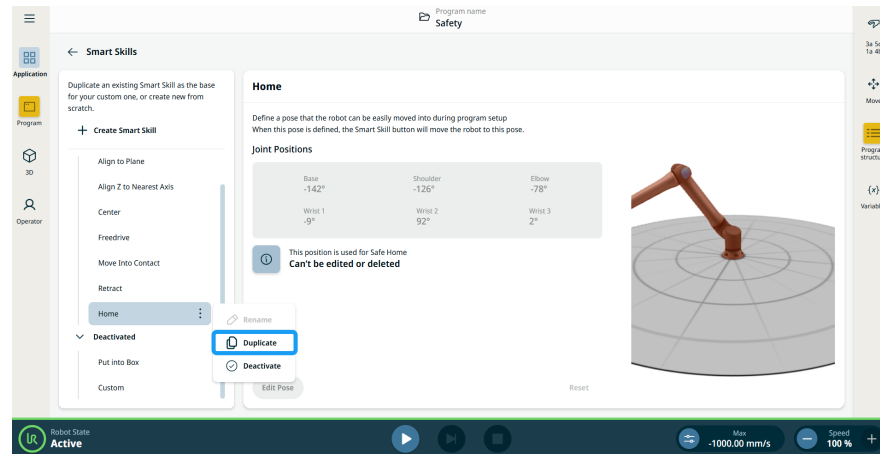 Program name
Safety
Smart Skills
Application
Program
3D
Operator
Duplicate an existing Smart Skill as the base
for your custom one, or create new from
scratch.
Create Smart Skill
Align to Plane
Align Z to Nearest Axis
Center
Freedrive
Move Into Contact
Retract
Home
Deactivated
Put into Box
Custom
Rename
Duplicate
Deactivate
Home
Define a pose that the robot can be easily moved into during program setup
When this pose is defined, the Smart Skill button will move the robot to this pose.
Joint Positions
Base Shoulder Elbow
-142° -126° -78°
Wrist 1 Wrist 2 Wrist 3
-9° 92° 2°
This position is used for Safe Home
Can't be edited or deleted
Edit Pose Reset
1a
{x}
UR
Robot State
Active
Max
-1000.00 mm/s
Speed
100 %